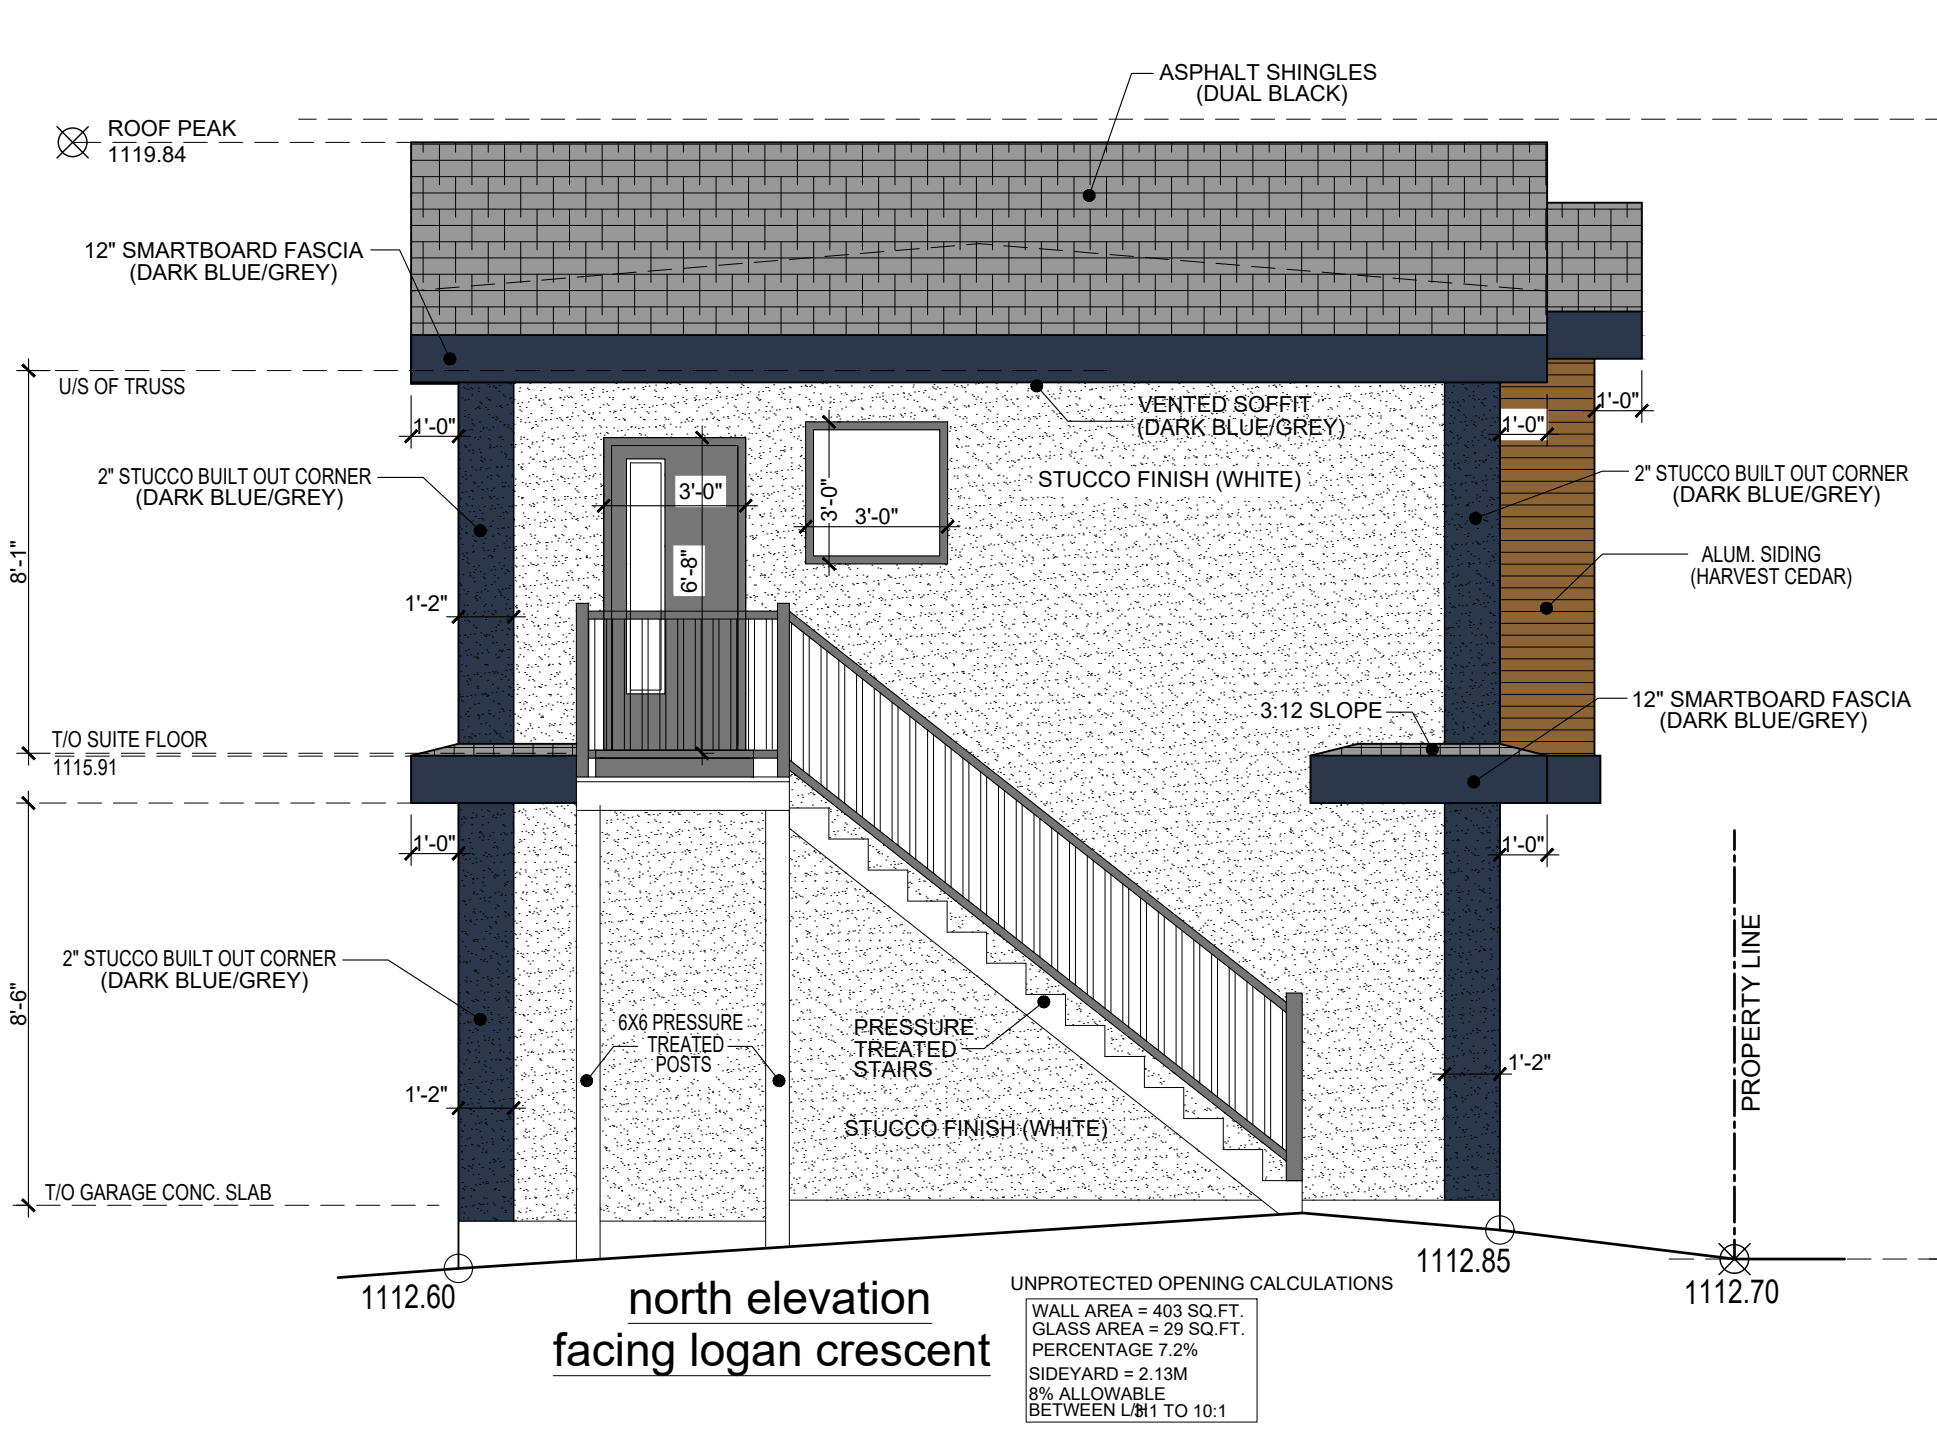 ASPHALT SHINGLES
(DUAL BLACK)
ROOF PEAK
1119.84
12" SMARTBOARD FASCIA
(DARK BLUE/GREY)
U/S OF TRUSS
VENTED SOFFIT
(DARK BLUE/GREY)
1'-0"
1'-0"
1'-0"
2" STUCCO BUILT OUT CORNER
(DARK BLUE/GREY)
STUCCO FINISH (WHITE)
2" STUCCO BUILT OUT CORNER
(DARK BLUE/GREY)
3'-0"
3'-0"
3'-0"
6'-8"
8'-1"
ALUM. SIDING
(HARVEST CEDAR)
1'-2"
12" SMARTBOARD FASCIA
(DARK BLUE/GREY)
3:12 SLOPE
T/O SUITE FLOOR
1115.91
1'-0"
1'-0"
2" STUCCO BUILT OUT CORNER
(DARK BLUE/GREY)
8'-6"
PROPERTY LINE
6X6 PRESSURE
TREATED
POSTS
PRESSURE
TREATED
STAIRS
1'-2"
1'-2"
STUCCO FINISH (WHITE)
T/O GARAGE CONC. SLAB
1112.60
1112.85
1112.70
north elevation
facing logan crescent
UNPROTECTED OPENING CALCULATIONS
WALL AREA = 403 SQ.FT.
GLASS AREA = 29 SQ.FT.
PERCENTAGE 7.2%
SIDEYARD = 2.13M
8% ALLOWABLE
BETWEEN L/H 3:1 TO 10:1